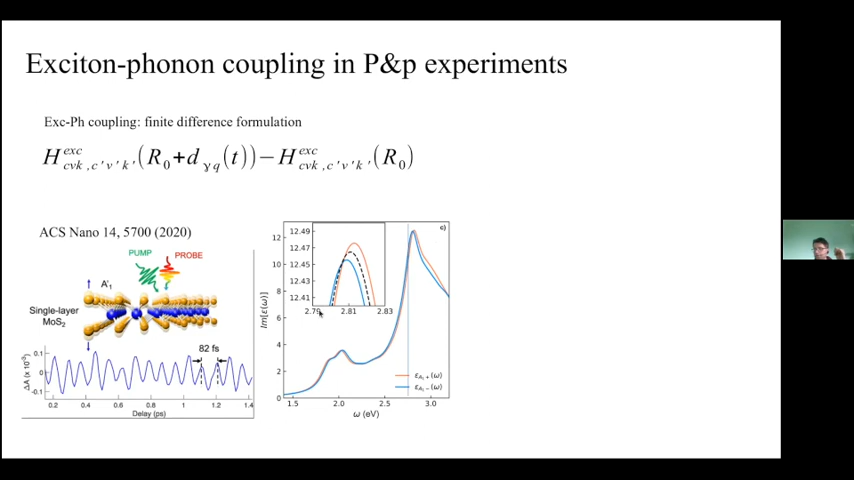 Exciton-phonon coupling in P&p experiments
Exc-Ph coupling: finite difference formulation
H^{exc}_{cvk,c'v'k'}(R_0+d_{γq}(t))−H^{exc}_{cvk,c'v'k'}(R_0)
ACS Nano 14, 5700 (2020)
PUMP
PROBE
A'_1
Single-layer
MoS_2
82 fs
ΔA (x 10^{-3})
0.1
0
-0.1
0.2 0.4 0.6 0.8 1 1.2 1.4
Delay (ps)
c)
12.49
12.47
12.45
12.43
12.41
2.79 2.81 2.83
Im[ε(ω)]
12
10
8
6
4
2
0
1.5 2.0 2.5 3.0
ω (eV)